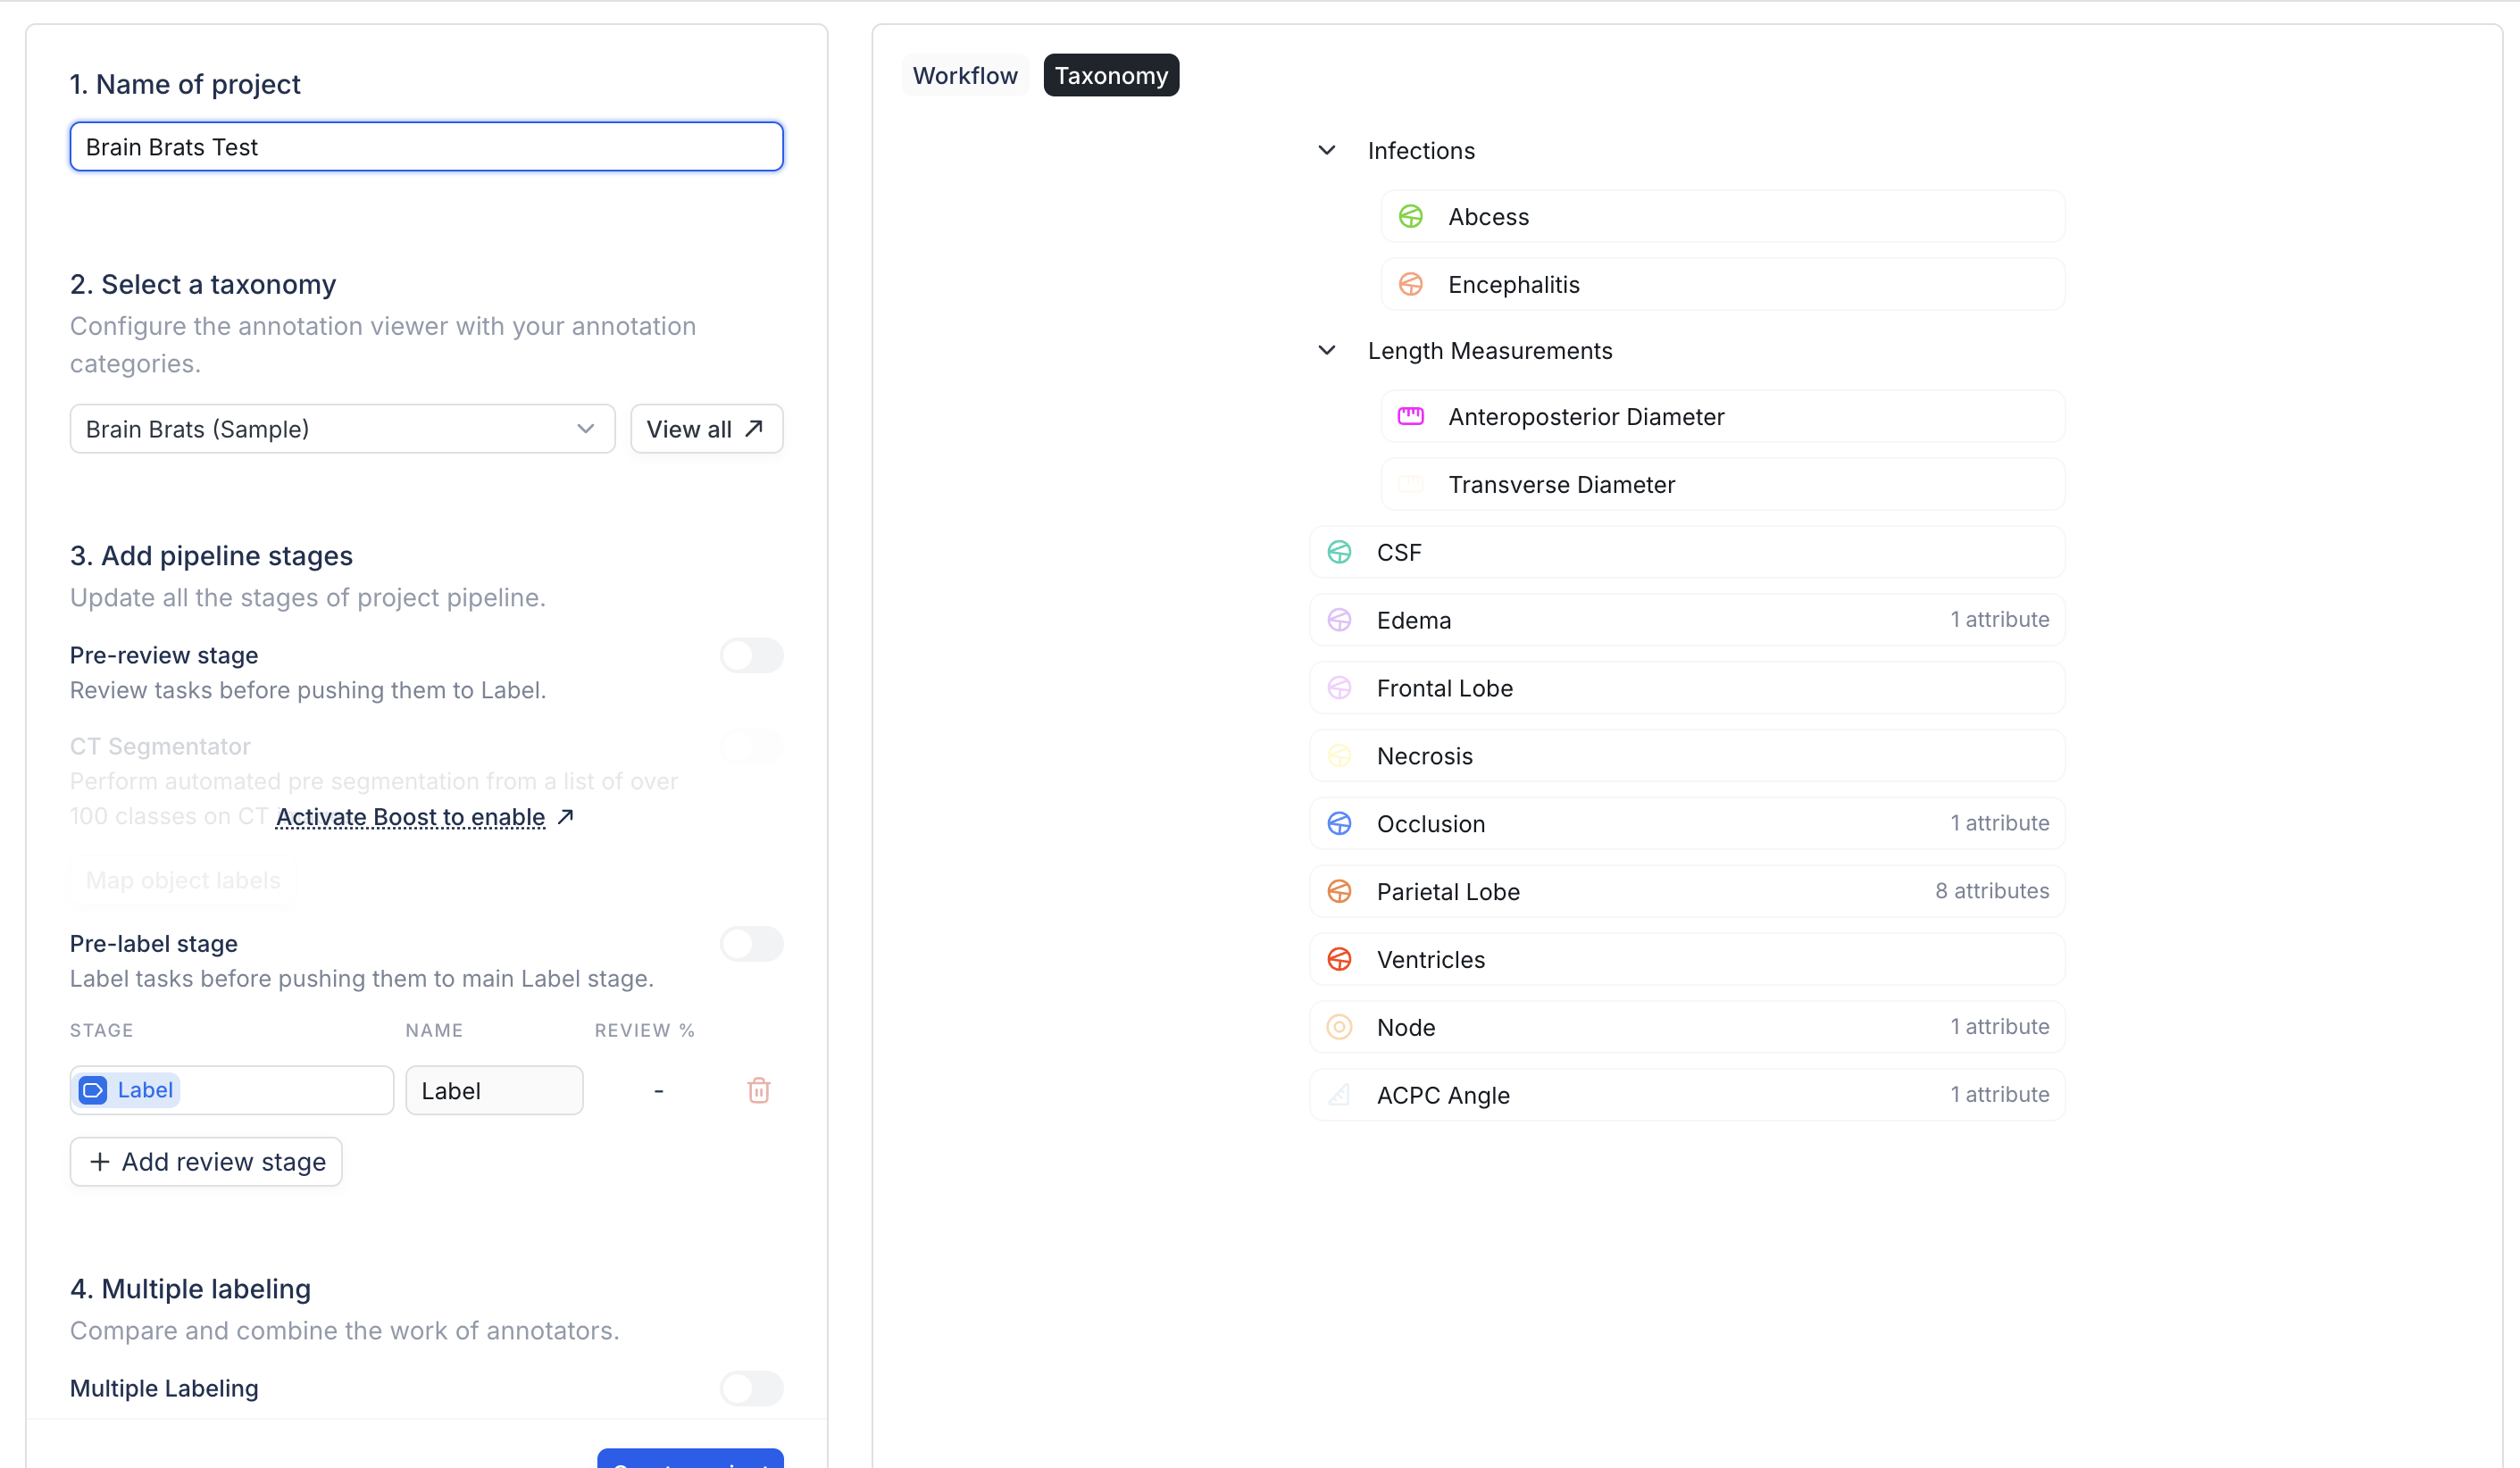 1. Name of project
Brain Brats Test
2. Select a taxonomy
Configure the annotation viewer with your annotation
categories.
Brain Brats (Sample)
View all
3. Add pipeline stages
Update all the stages of project pipeline.
Pre-review stage
Review tasks before pushing them to Label.
CT Segmentator
Perform automated pre segmentation from a list of over
100 classes on CT
Activate Boost to enable
Map object labels
Pre-label stage
Label tasks before pushing them to main Label stage.
STAGE NAME REVIEW %
Label Label -
Add review stage
4. Multiple labeling
Compare and combine the work of annotators.
Multiple Labeling
Workflow Taxonomy
Infections
Abcess
Encephalitis
Length Measurements
Anteroposterior Diameter
Transverse Diameter
CSF
Edema 1 attribute
Frontal Lobe
Necrosis
Occlusion 1 attribute
Parietal Lobe 8 attributes
Ventricles
Node 1 attribute
ACPC Angle 1 attribute